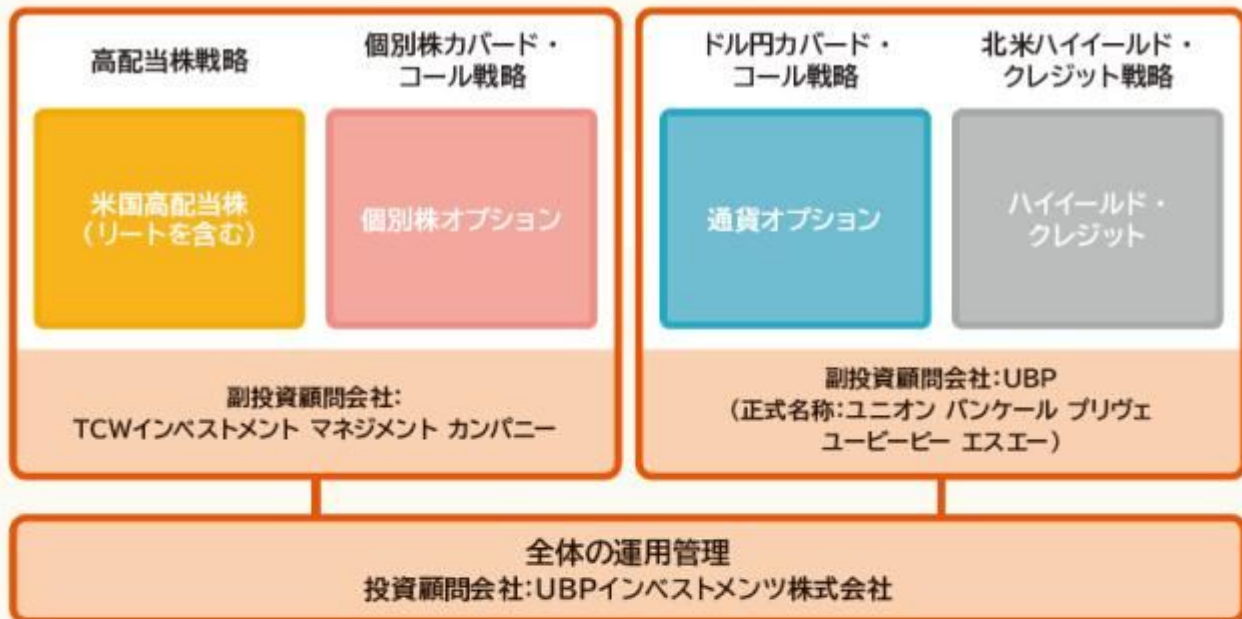 高配当株戦略
個別株カバード・
コール戦略
ドル円カバード・
コール戦略
北米ハイイールド・
クレジット戦略
米国高配当株
（リートを含む）
個別株オプション
通貨オプション
ハイイールド・
クレジット
副投資顧問会社：
TCWインベストメント マネジメント カンパニー
副投資顧問会社：UBP
（正式名称：ユニオン バンケール プリヴェ
ユービーピー エスエー）
全体の運用管理
投資顧問会社：UBPインベストメンツ株式会社